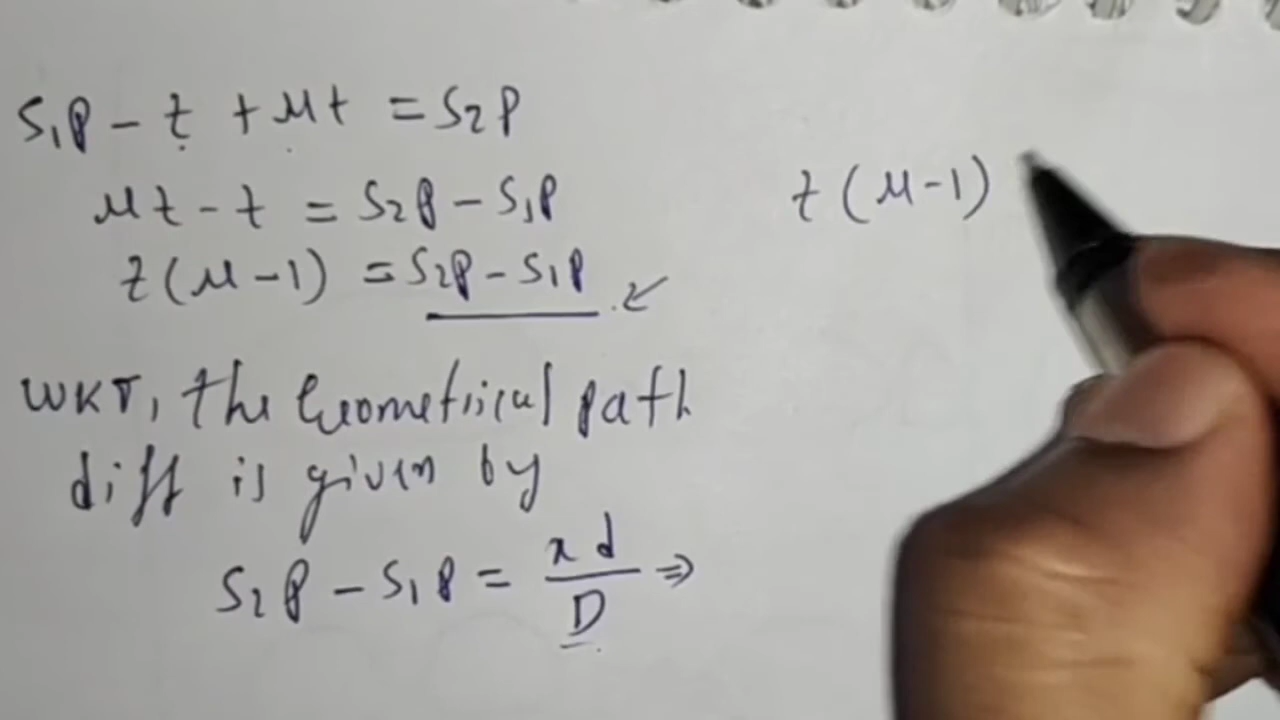 S₁P - t + μt = S₂P
μt - t = S₂P - S₁P
t(μ-1) = S₂P - S₁P
WKT, the Geometrical path
diff is given by
S₂P - S₁P = xd/D ⇒
t(μ-1)